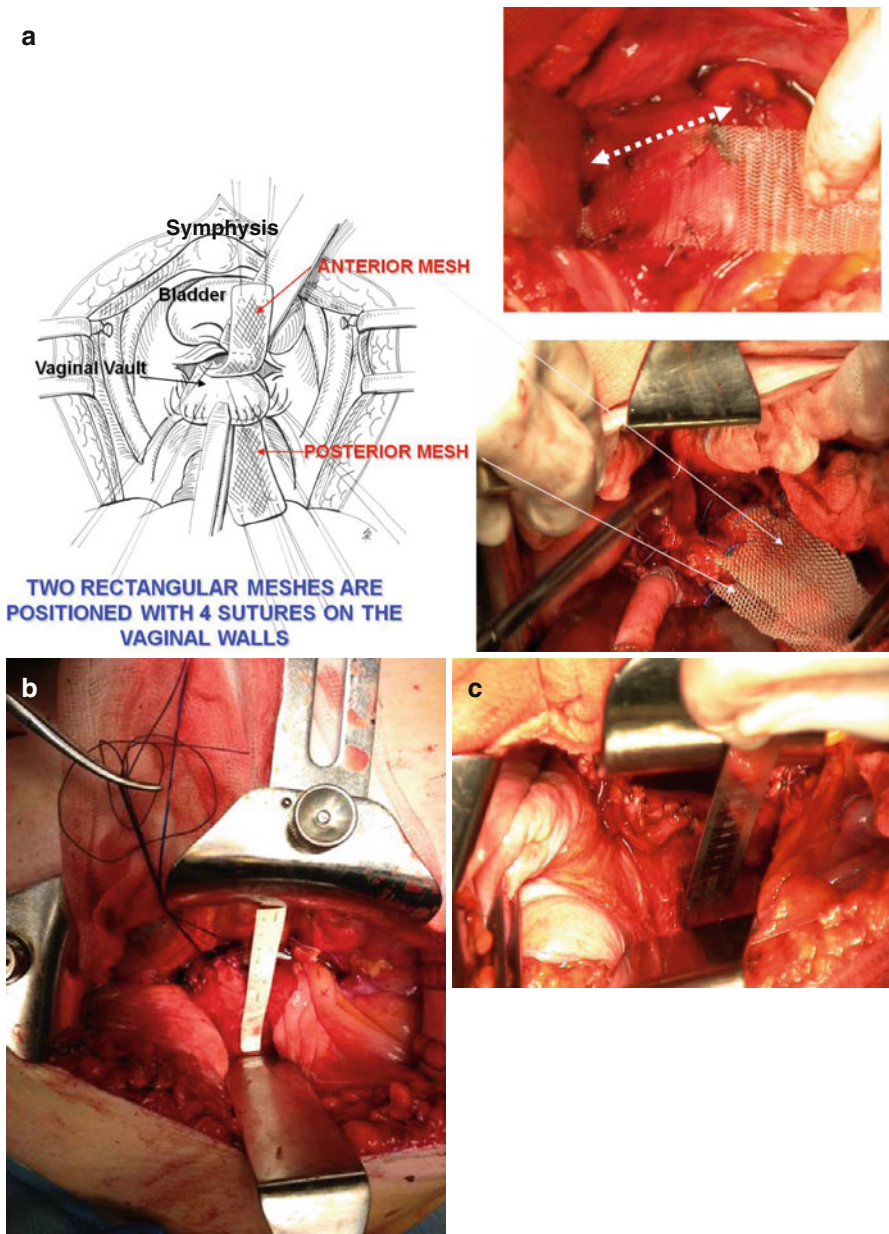 a
Symphysis
ANTERIOR MESH
Bladder
Vaginal Vault
POSTERIOR MESH
TWO RECTANGULAR MESHES ARE
POSITIONED WITH 4 SUTURES ON THE
VAGINAL WALLS
b
c